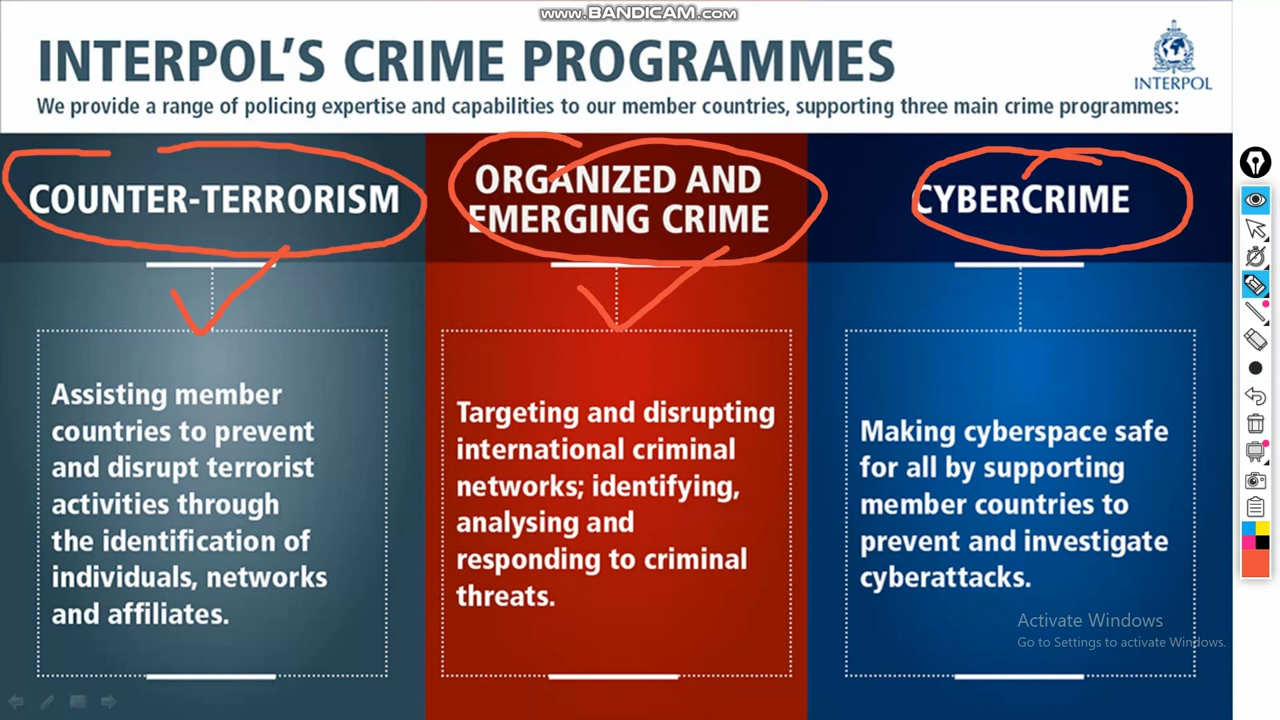 www.BANDICAM.com
INTERPOL'S CRIME PROGRAMMES
INTERPOL
We provide a range of policing expertise and capabilities to our member countries, supporting three main crime programmes:
COUNTER-TERRORISM
Assisting member
countries to prevent
and disrupt terrorist
activities through
the identification of
individuals, networks
and affiliates.
ORGANIZED AND
EMERGING CRIME
Targeting and disrupting
international criminal
networks; identifying,
analysing and
responding to criminal
threats.
CYBERCRIME
Making cyberspace safe
for all by supporting
member countries to
prevent and investigate
cyberattacks.
Activate Windows
Go to Settings to activate Windows.